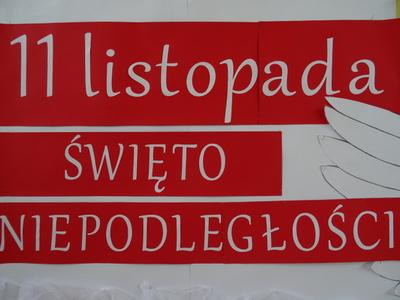 11 listopada
ŚWIĘTO
NIEPODLEGŁOŚCI